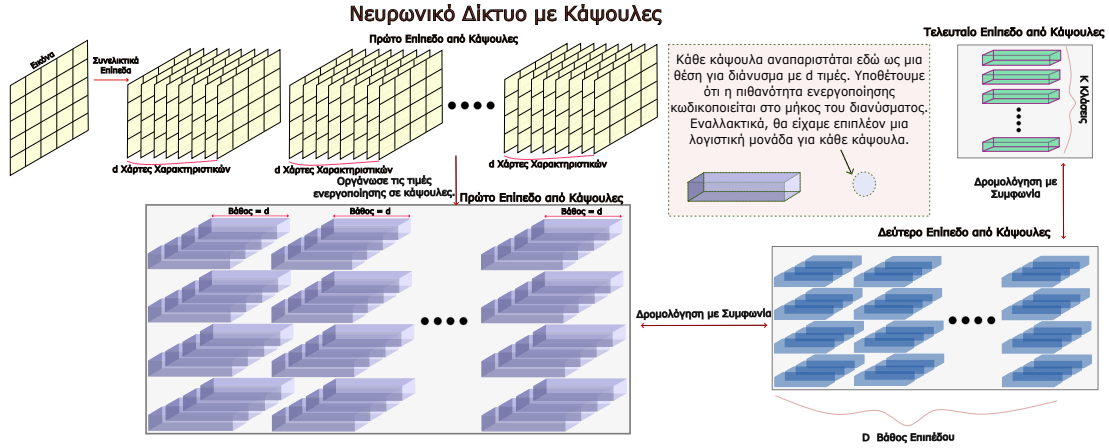 Νευρωνικό Δίκτυο με Κάψουλες
Εικόνα
Συνελικτικά
Επίπεδα
Πρώτο Επίπεδο από Κάψουλες
d Χάρτες Χαρακτηριστικών
d Χάρτες Χαρακτηριστικών
d Χάρτες Χαρακτηριστικών
Οργάνωσε τις τιμές
ενεργοποίησης σε κάψουλες.
Κάθε κάψουλα αναπαριστάται εδώ ως μια
θέση για διάνυσμα με d τιμές. Υποθέτουμε
ότι η πιθανότητα ενεργοποίησης
κωδικοποιείται στο μήκος του διανύσματος.
Εναλλακτικά, θα είχαμε επιπλέον μια
λογιστική μονάδα για κάθε κάψουλα.
Τελευταίο Επίπεδο από Κάψουλες
Κ Κλάσεις
Δρομολόγηση με
Συμφωνία
Πρώτο Επίπεδο από Κάψουλες
Βάθος = d
Βάθος = d
Βάθος = d
Δρομολόγηση με Συμφωνία
Δεύτερο Επίπεδο από Κάψουλες
D Βάθος Επιπέδου